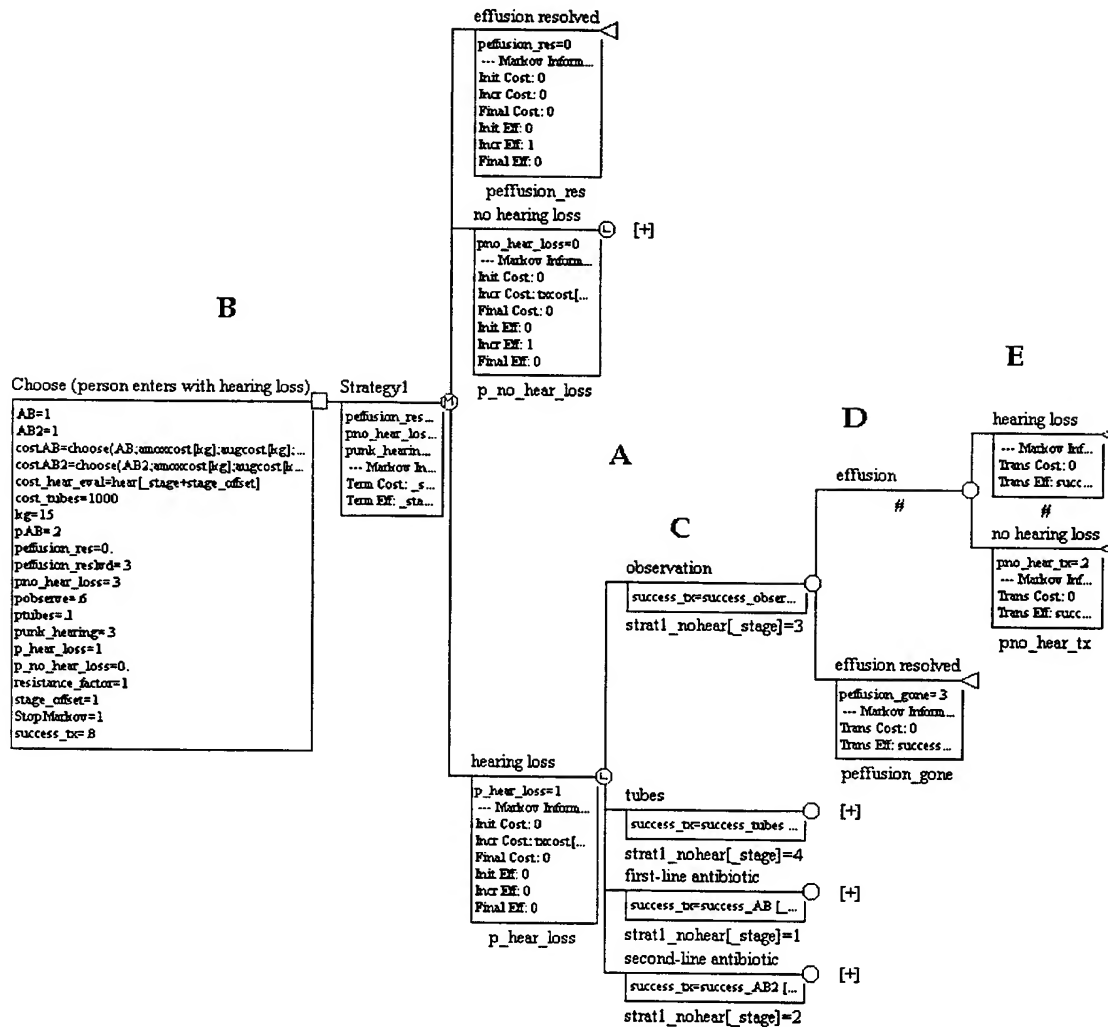 effusion resolved
peffusion_res=0
--- Markov Inform...
Init Cost: 0
Incr Cost: 0
Final Cost: 0
Init Eff: 0
Incr Eff: 1
Final Eff: 0
peffusion_res
no hearing loss
L
[+]
pno_hear_loss=0
--- Markov Inform...
Init Cost: 0
Incr Cost: txcost[...
Final Cost: 0
Init Eff: 0
Incr Eff: 1
Final Eff: 0
p_no_hear_loss
B
Choose (person enters with hearing loss)
AB=1
AB2=1
costAB=choose(AB;amoxcost[kg];augcost[kg];...
costAB2=choose(AB2;amoxcost[kg];augcost[k...
cost_hear_eval=hear[_stage+stage_offset]
cost_tubes=1000
kg=15
pAB=.2
peffusion_res=0.
peffusion_reslvd=.3
pno_hear_loss=.3
pobserve=.6
ptubes=.1
punk_hearing=.3
p_hear_loss=1
p_no_hear_loss=0.
resistance_factor=1
stage_offset=1
StopMarkov=1
success_tx=.8
Strategy1
M
peffusion_res...
pno_hear_los...
punk_hearin...
--- Markov In...
Term Cost: _s...
Term Eff: _sta...
hearing loss
L
p_hear_loss=1
--- Markov Inform...
Init Cost: 0
Incr Cost: txcost[...
Final Cost: 0
Init Eff: 0
Incr Eff: 0
Final Eff: 0
p_hear_loss
A
C
observation
success_tx=success_obser...
strat1_nohear[_stage]=3
tubes
[+]
success_tx=success_tubes ...
strat1_nohear[_stage]=4
first-line antibiotic
[+]
success_tx=success_AB [_...
strat1_nohear[_stage]=1
second-line antibiotic
[+]
success_tx=success_AB2 [...
strat1_nohear[_stage]=2
D
effusion
#
effusion resolved
peffusion_gone=.3
--- Markov Inform...
Trans Cost: 0
Trans Eff: success...
peffusion_gone
E
hearing loss
--- Markov Inf...
Trans Cost: 0
Trans Eff: succ...
#
no hearing loss
pno_hear_tx=.2
--- Markov Inf...
Trans Cost: 0
Trans Eff: succ...
pno_hear_tx